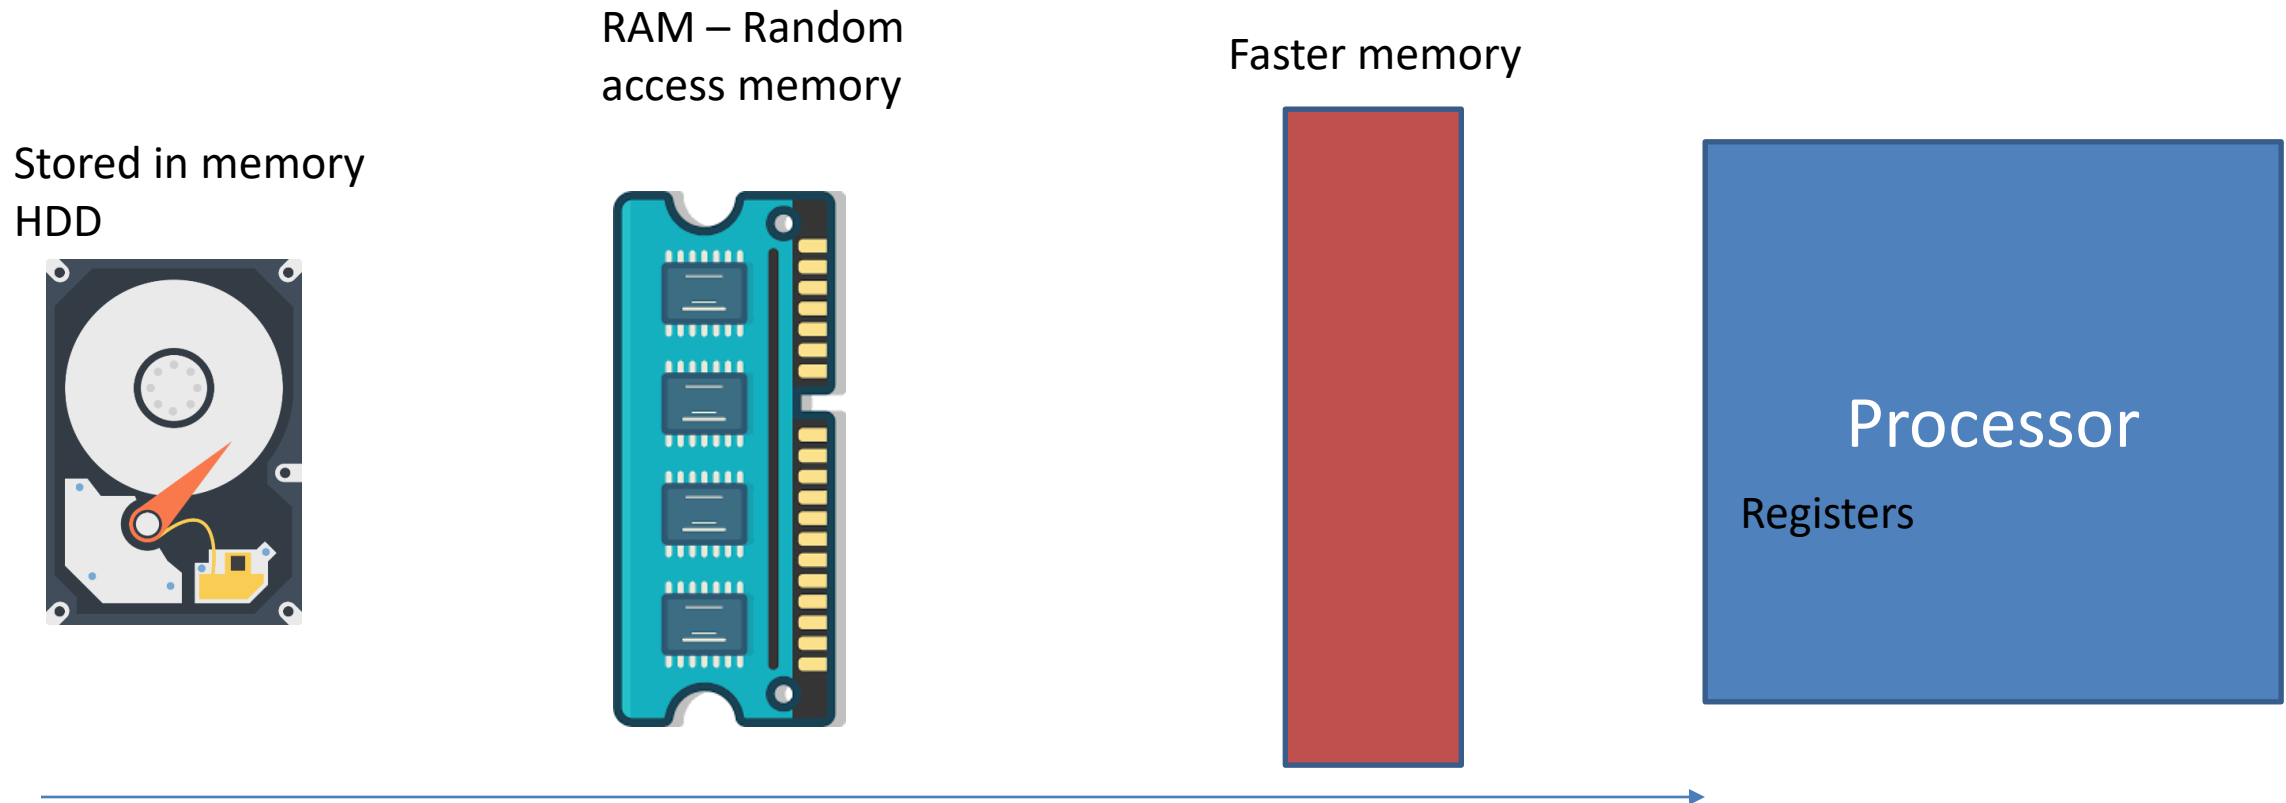 Stored in memory
HDD
RAM – Random
access memory
Faster memory
Processor
Registers